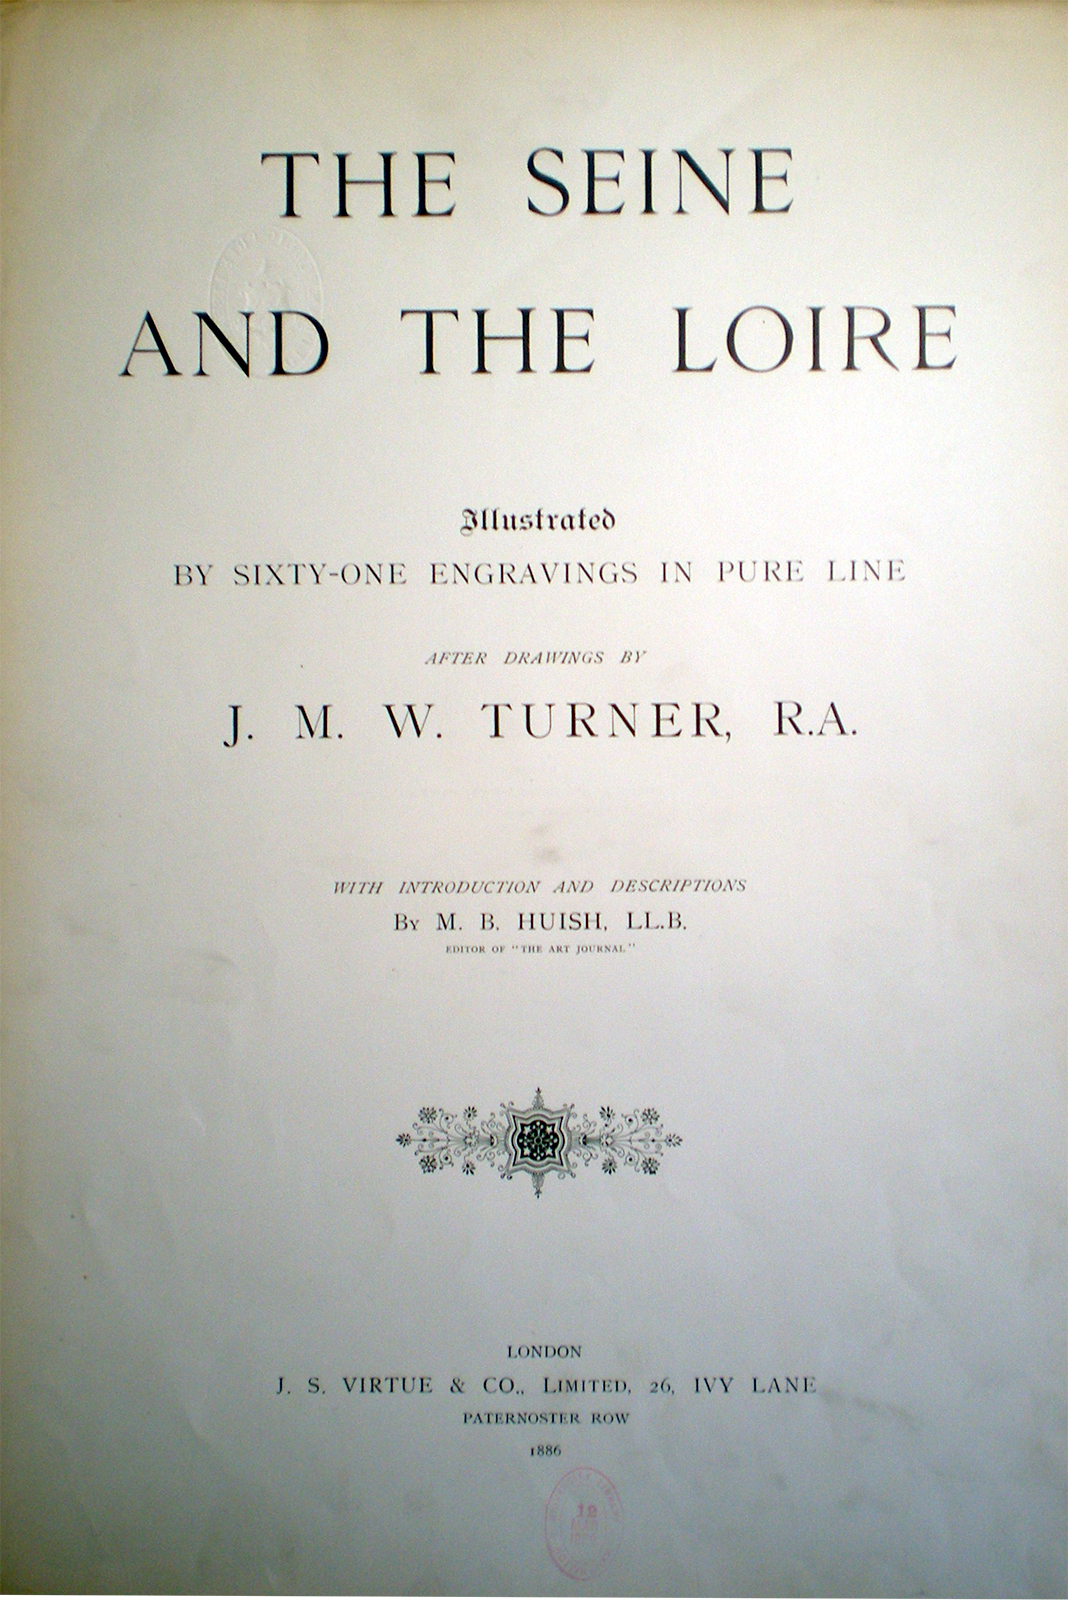 THE SEINE
AND THE LOIRE
Illustrated
BY SIXTY-ONE ENGRAVINGS IN PURE LINE
AFTER DRAWINGS BY
J. M. W. TURNER, R.A.
WITH INTRODUCTION AND DESCRIPTIONS
BY M. B. HUISH, LL.B.
EDITOR OF "THE ART JOURNAL"
LONDON
J. S. VIRTUE & CO., LIMITED, 26, IVY LANE
PATERNOSTER ROW
1886
12